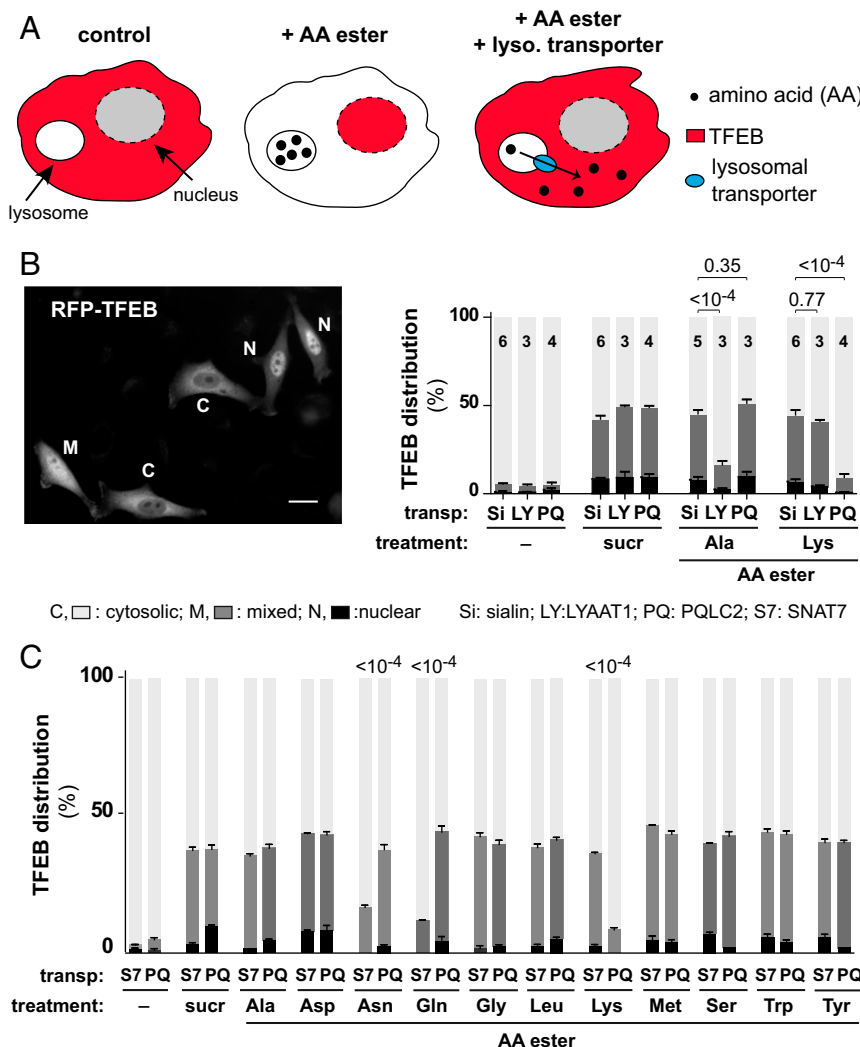 A
control
+ AA ester
+ AA ester
+ lyso. transporter
lysosome
nucleus
amino acid (AA)
TFEB
lysosomal
transporter
B
RFP-TFEB
N
N
C
M
C
TFEB distribution
(%)
100
50
0
0.35
<10-4
<10-4
0.77
6 3 4 6 3 4 5 3 3 6 3 4
transp: Si LY PQ Si LY PQ Si LY PQ Si LY PQ
treatment: – sucr Ala Lys
AA ester
C, : cytosolic; M, : mixed; N, :nuclear Si: sialin; LY:LYAAT1; PQ: PQLC2; S7: SNAT7
C
TFEB distribution
(%)
100
50
0
<10-4 <10-4 <10-4
transp: S7 PQ S7 PQ S7 PQ S7 PQ S7 PQ S7 PQ S7 PQ S7 PQ S7 PQ S7 PQ S7 PQ S7 PQ S7 PQ
treatment: – sucr Ala Asp Asn Gln Gly Leu Lys Met Ser Trp Tyr
AA ester